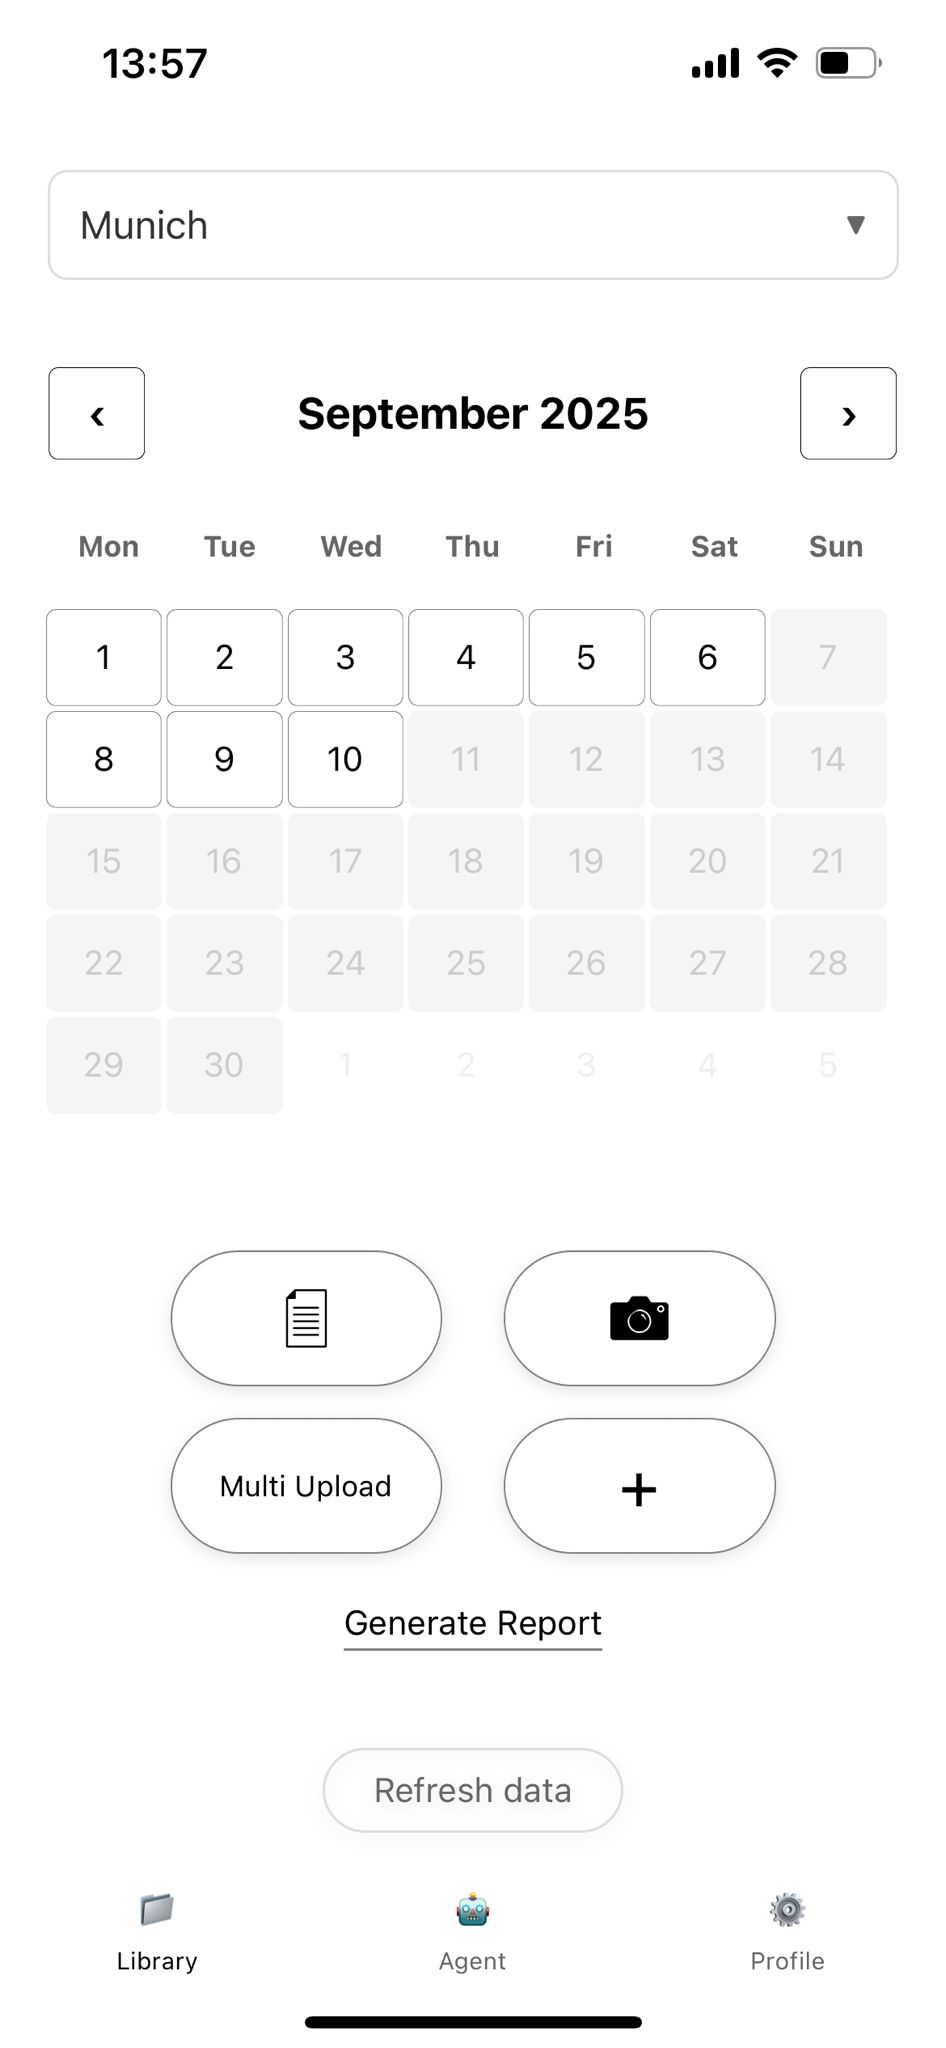 13:57
Munich
September 2025
Mon Tue Wed Thu Fri Sat Sun
1 2 3 4 5 6 7
8 9 10 11 12 13 14
15 16 17 18 19 20 21
22 23 24 25 26 27 28
29 30 1 2 3 4 5
Multi Upload
Generate Report
Refresh data
Library Agent Profile